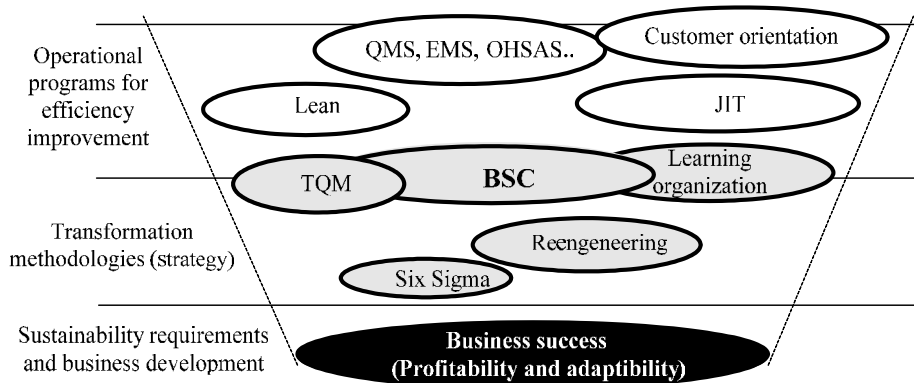 Operational
programs for
efficiency
improvement
QMS, EMS, OHSAS..
Customer orientation
Lean
JIT
TQM
BSC
Learning
organization
Transformation
methodologies (strategy)
Reengeneering
Six Sigma
Sustainability requirements
and business development
Business success
(Profitability and adaptibility)